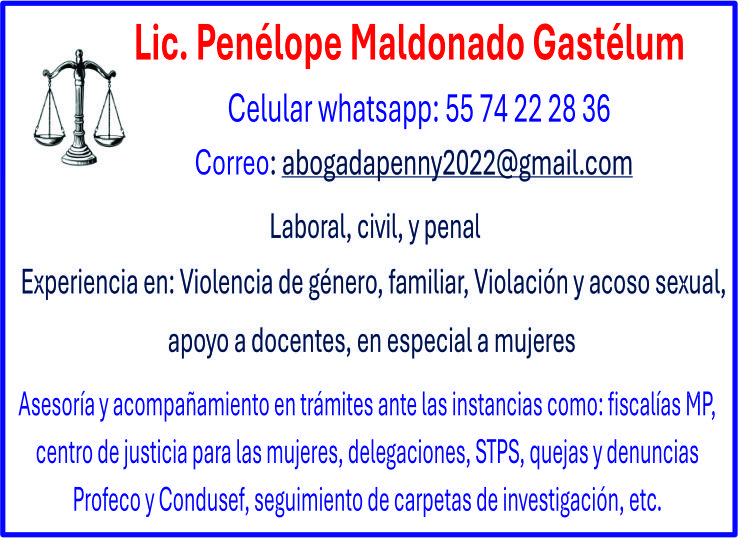 Lic. Penélope Maldonado Gastélum
Celular whatsapp: 55 74 22 28 36
Correo: abogadapenny2022@gmail.com
Laboral, civil, y penal
Experiencia en: Violencia de género, familiar, Violación y acoso sexual,
apoyo a docentes, en especial a mujeres
Asesoría y acompañamiento en trámites ante las instancias como: fiscalías MP,
centro de justicia para las mujeres, delegaciones, STPS, quejas y denuncias
Profeco y Condusef, seguimiento de carpetas de investigación, etc.